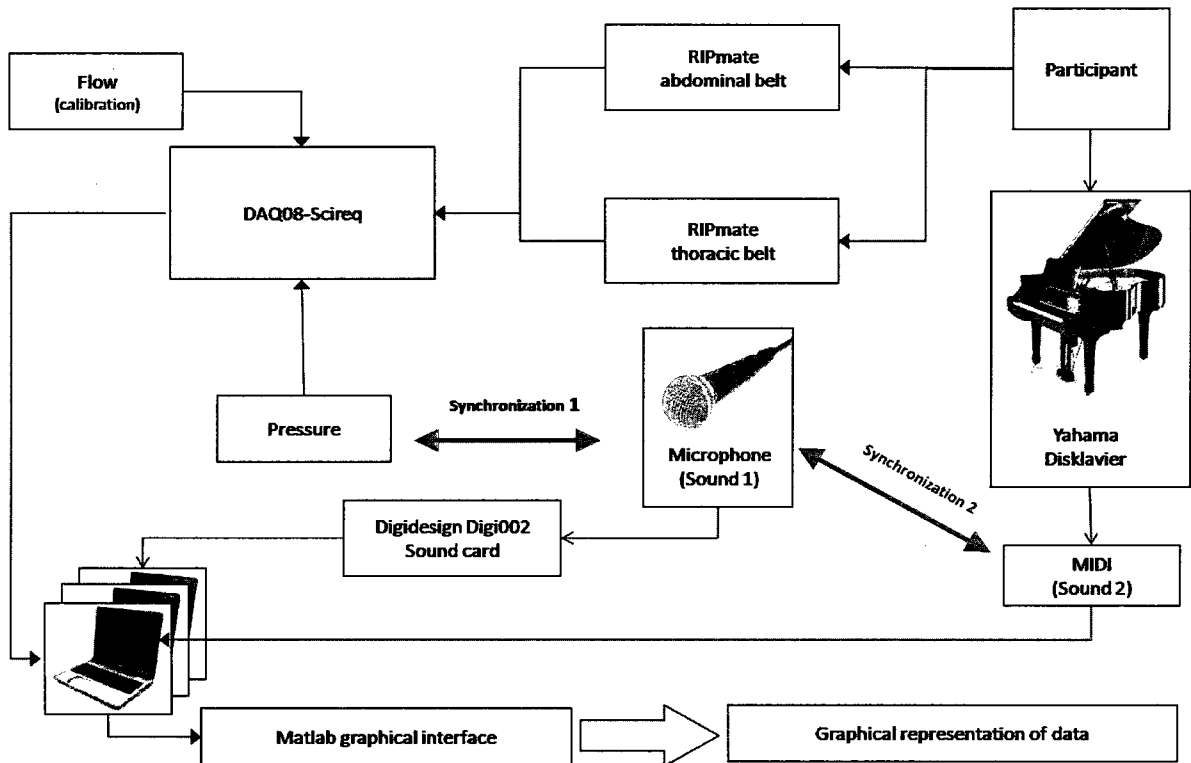 Flow
(calibration)
RIPmate
abdominal belt
Participant
DAQ08-Scireq
RIPmate
thoracic belt
Pressure
Synchronization 1
Microphone
(Sound 1)
Synchronization 2
Yahama
Disklavier
Digidesign Digi002
Sound card
MIDI
(Sound 2)
Matlab graphical interface
Graphical representation of data